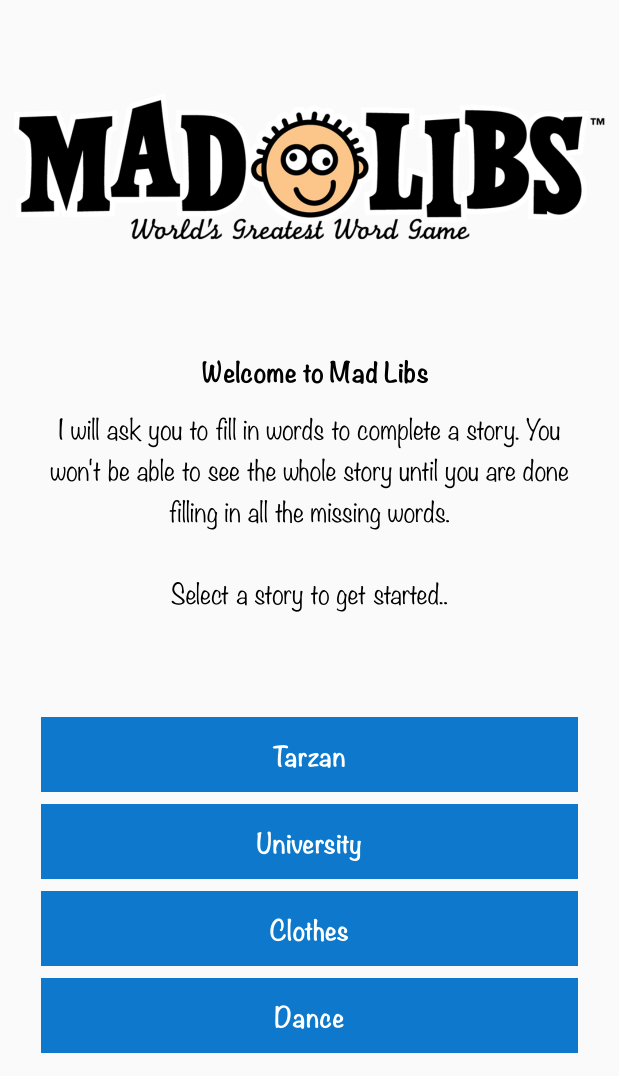 MAD LIBS™
World's Greatest Word Game
Welcome to Mad Libs
I will ask you to fill in words to complete a story. You
won't be able to see the whole story until you are done
filling in all the missing words.
Select a story to get started..
Tarzan
University
Clothes
Dance